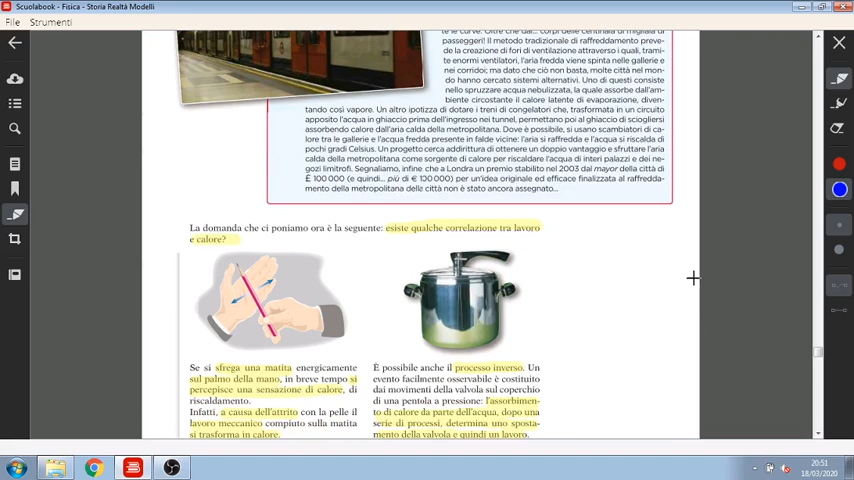 Scuolabook - Fisica - Storia Realtà Modelli
File Strumenti
te le curve. Oltre che dai... corpi delle centinaia di migliaia di
passeggeri! Il metodo tradizionale di raffreddamento preve-
de la creazione di fori di ventilazione attraverso i quali, trami-
te enormi ventilatori, l'aria fredda viene spinta nelle gallerie e
nei corridoi; ma dato che ciò non basta, molte città nel mon-
do hanno cercato sistemi alternativi. Uno di questi consiste
nello spruzzare acqua nebulizzata, la quale assorbe dall'am-
biente circostante il calore latente di evaporazione, diven-
tando così vapore. Un altro ipotizza di dotare i treni di congelatori che, trasformata in un circuito
apposito l'acqua in ghiaccio prima dell'ingresso nei tunnel, permettano poi al ghiaccio di sciogliersi
assorbendo calore dall'aria calda della metropolitana. Dove è possibile, si usano scambiatori di ca-
lore tra le gallerie e l'acqua fredda presente in falde vicine: l'aria si raffredda e l'acqua si riscalda di
pochi gradi Celsius. Un progetto cerca addirittura di ottenere un doppio vantaggio e sfruttare l'aria
calda della metropolitana come sorgente di calore per riscaldare l'acqua di interi palazzi e dei ne-
gozi limitrofi. Segnaliamo, infine che a Londra un premio stabilito nel 2003 dal mayor della città di
£ 100 000 (e quindi... più di € 100 000) per un'idea originale ed efficace finalizzata al raffredda-
mento della metropolitana della città non è stato ancora assegnato...
La domanda che ci poniamo ora è la seguente: esiste qualche correlazione tra lavoro
e calore?
Se si sfrega una matita energicamente
sul palmo della mano, in breve tempo si
percepisce una sensazione di calore, di
riscaldamento.
Infatti, a causa dell'attrito con la pelle il
lavoro meccanico compiuto sulla matita
si trasforma in calore.
È possibile anche il processo inverso. Un
evento facilmente osservabile è costituito
dai movimenti della valvola sul coperchio
di una pentola a pressione: l'assorbimen-
to di calore da parte dell'acqua, dopo una
serie di processi, determina uno sposta-
mento della valvola e quindi un lavoro.
20:51
18/03/2020